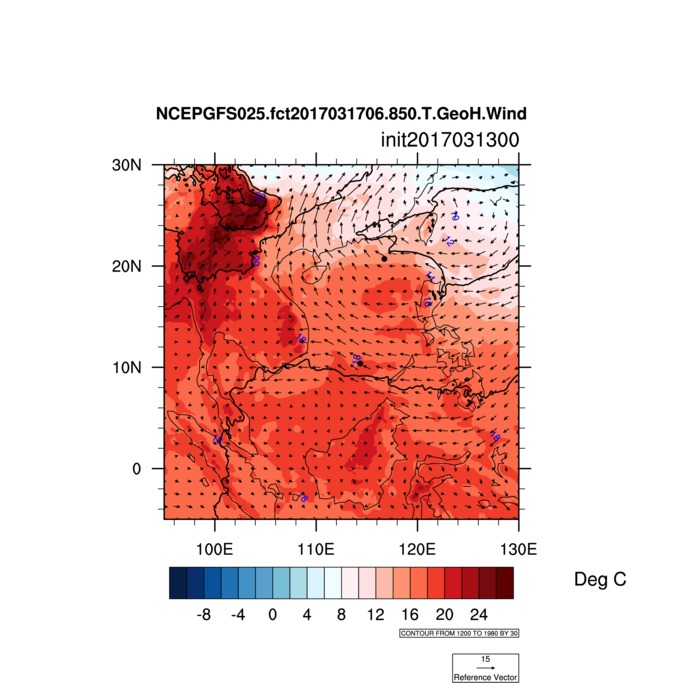 NCEPGFS025.fct2017031706.850.T.GeoH.Wind
init2017031300
30N
20N
10N
0
100E 110E 120E 130E
Deg C
-8 -4 0 4 8 12 16 20 24
CONTOUR FROM 1200 TO 1980 BY 30
15
Reference Vector